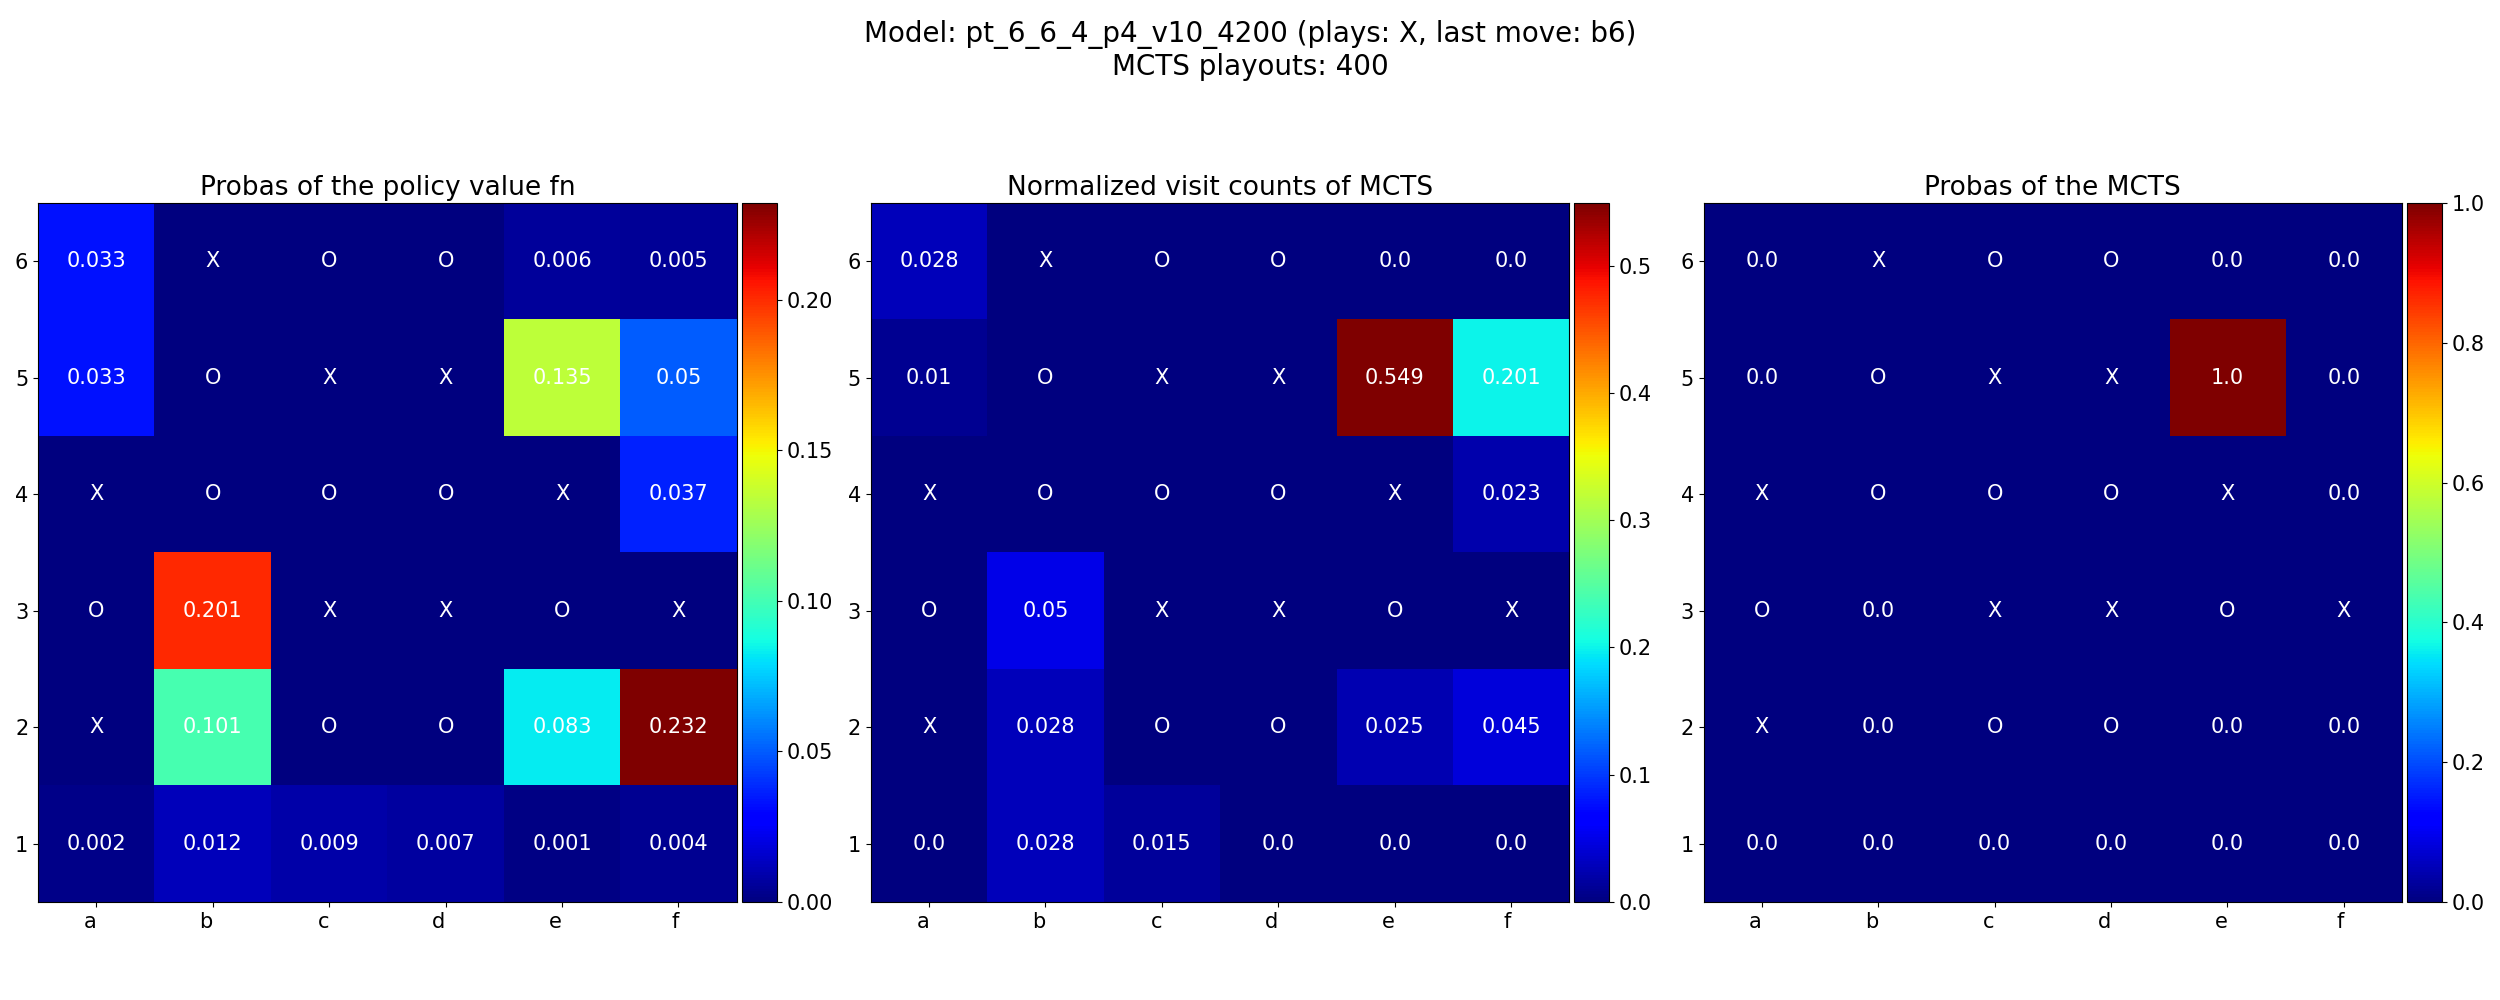 Model: pt_6_6_4_p4_v10_4200 (plays: X, last move: b6)
MCTS playouts: 400
Probas of the policy value fn
6 0.033 X O O 0.006 0.005
5 0.033 O X X 0.135 0.05
4 X O O O X 0.037
3 O 0.201 X X O X
2 X 0.101 O O 0.083 0.232
1 0.002 0.012 0.009 0.007 0.001 0.004
a b c d e f
0.20
0.15
0.10
0.05
0.00
Normalized visit counts of MCTS
6 0.028 X O O 0.0 0.0
5 0.01 O X X 0.549 0.201
4 X O O O X 0.023
3 O 0.05 X X O X
2 X 0.028 O O 0.025 0.045
1 0.0 0.028 0.015 0.0 0.0 0.0
a b c d e f
0.5
0.4
0.3
0.2
0.1
0.0
Probas of the MCTS
6 0.0 X O O 0.0 0.0
5 0.0 O X X 1.0 0.0
4 X O O O X 0.0
3 O 0.0 X X O X
2 X 0.0 O O 0.0 0.0
1 0.0 0.0 0.0 0.0 0.0 0.0
a b c d e f
1.0
0.8
0.6
0.4
0.2
0.0